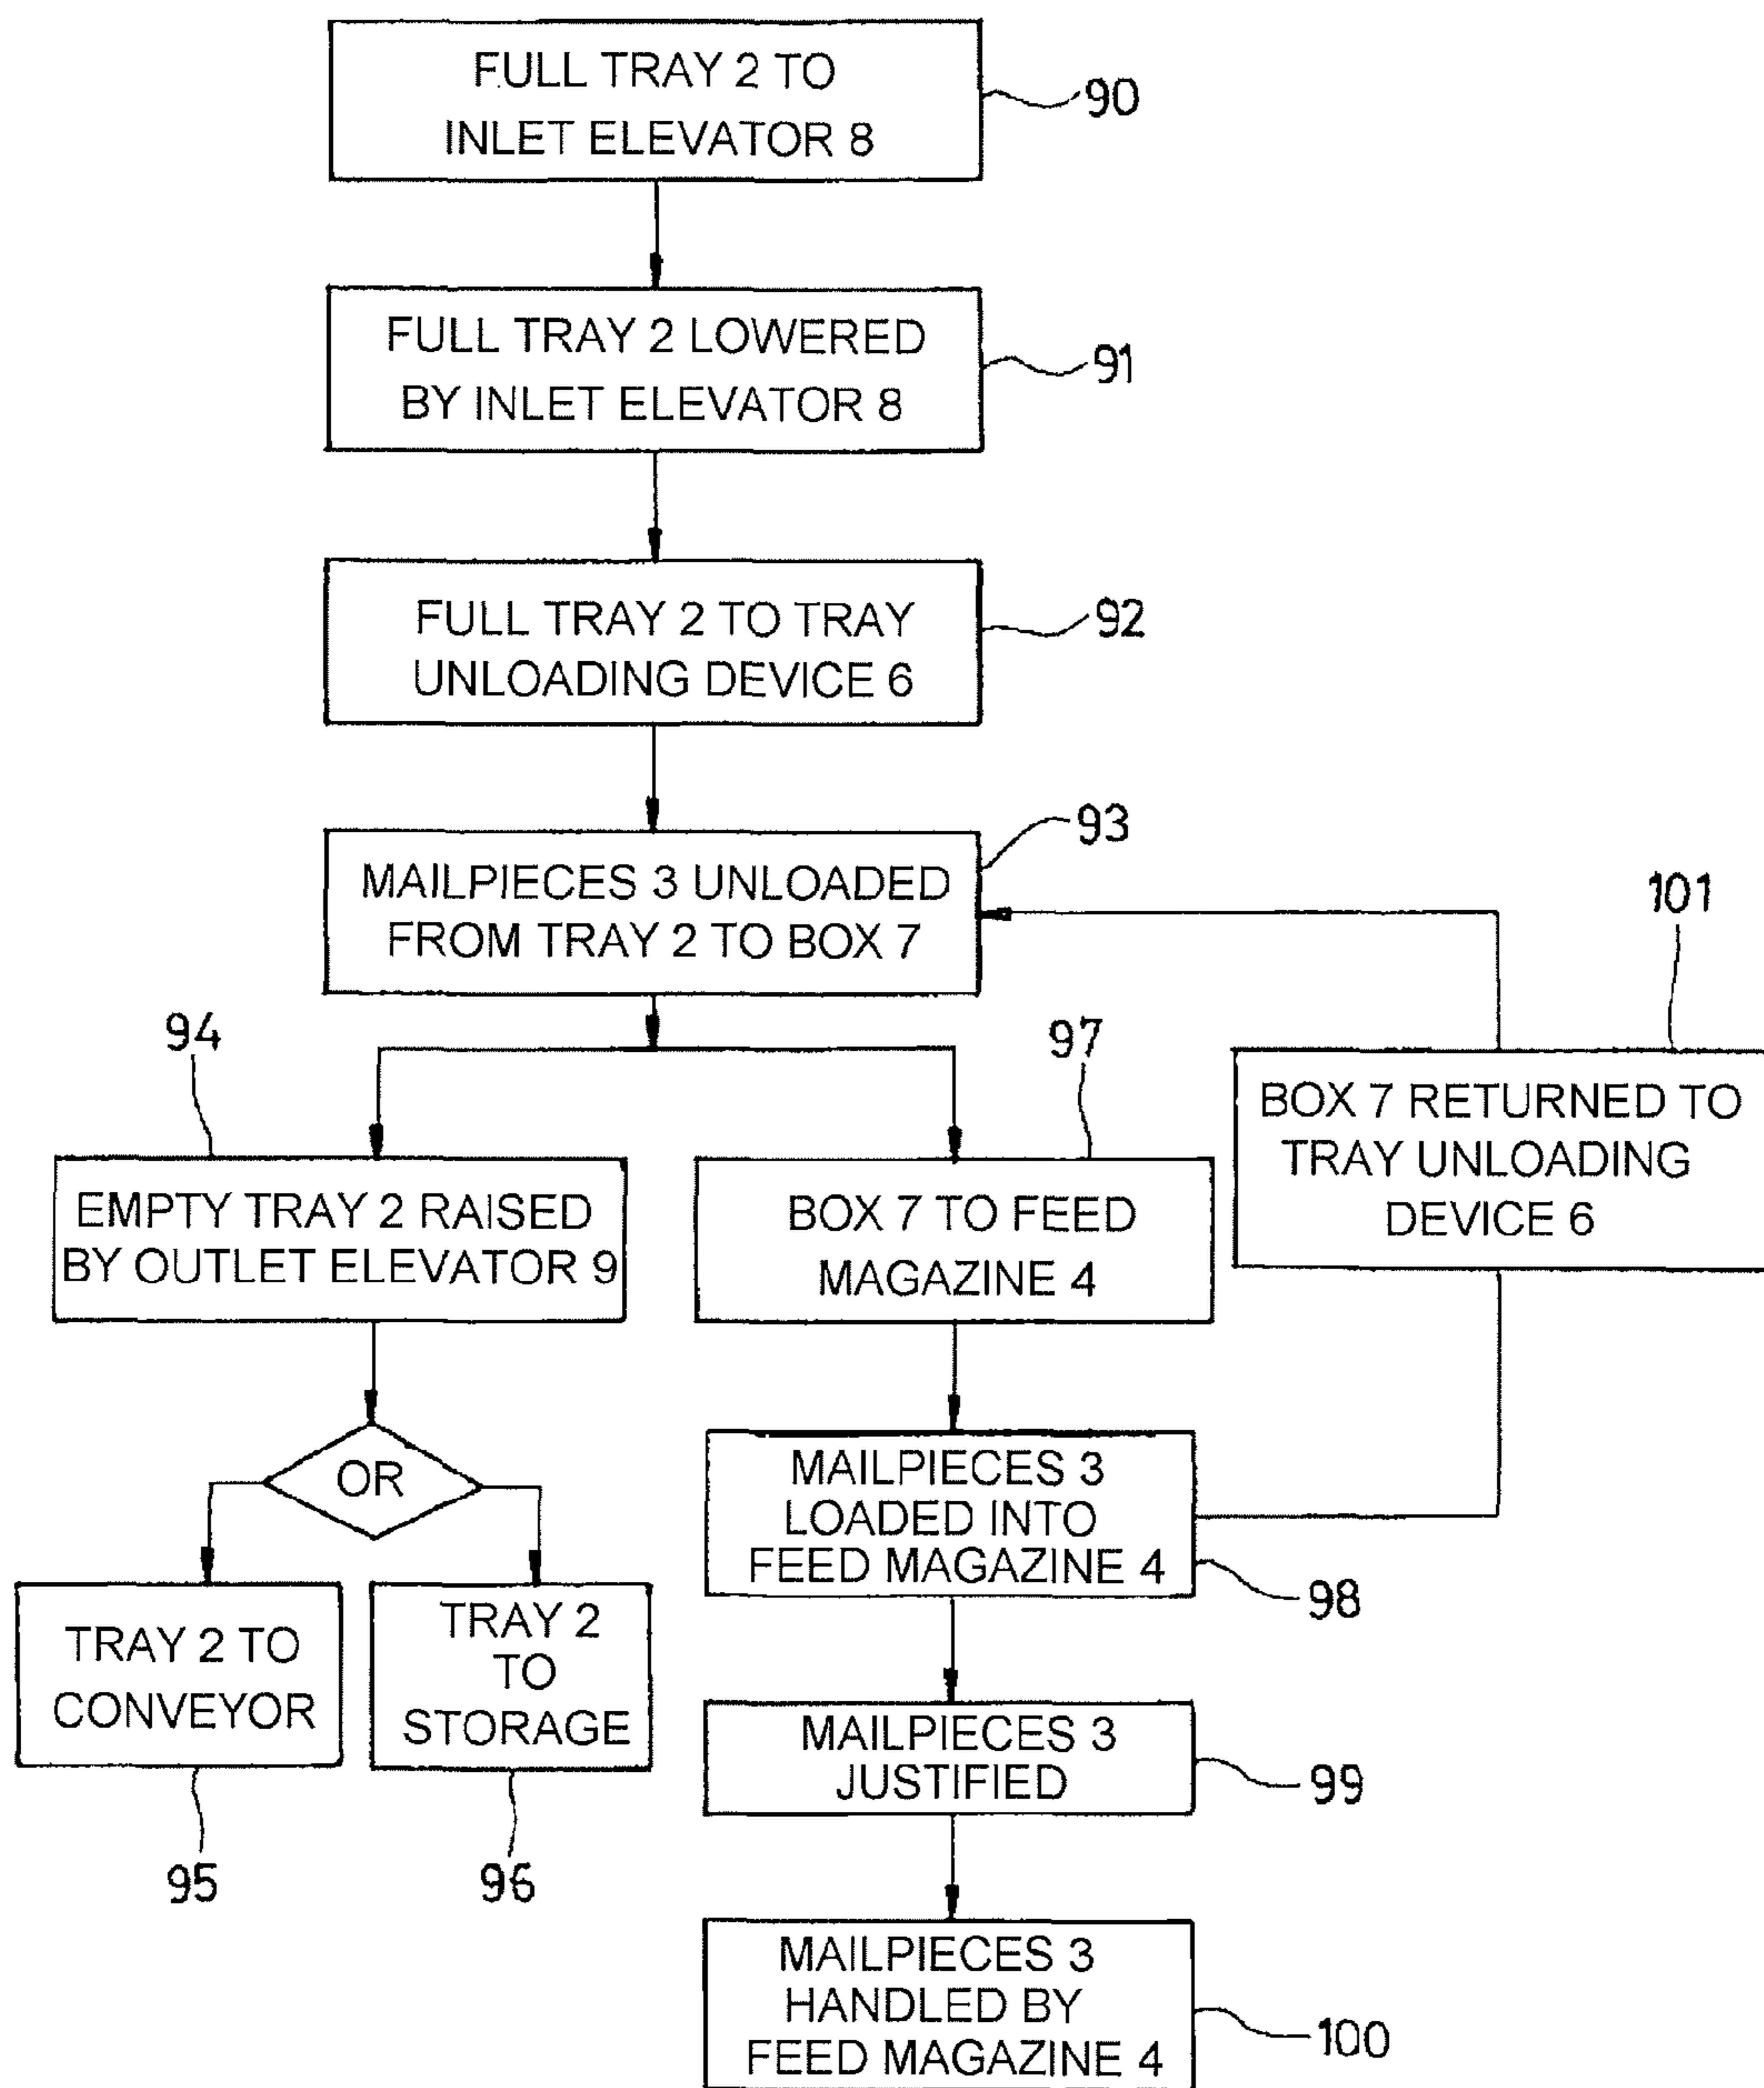 FULL TRAY 2 TO
INLET ELEVATOR 8
90
FULL TRAY 2 LOWERED
BY INLET ELEVATOR 8
91
FULL TRAY 2 TO TRAY
UNLOADING DEVICE 6
92
MAILPIECES 3 UNLOADED
FROM TRAY 2 TO BOX 7
93
94
EMPTY TRAY 2 RAISED
BY OUTLET ELEVATOR 9
97
BOX 7 TO FEED
MAGAZINE 4
101
BOX 7 RETURNED TO
TRAY UNLOADING
DEVICE 6
OR
TRAY 2 TO
CONVEYOR
95
TRAY 2
TO
STORAGE
96
MAILPIECES 3
LOADED INTO
FEED MAGAZINE 4
98
MAILPIECES 3
JUSTIFIED
99
MAILPIECES 3
HANDLED BY
FEED MAGAZINE 4
100